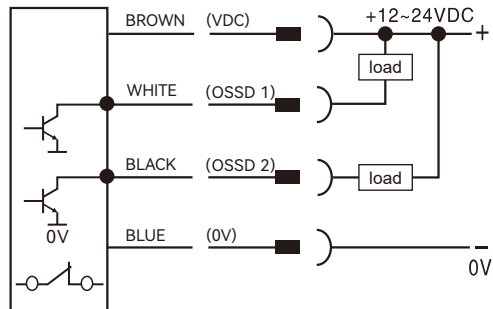 BROWN (VDC) +12~24VDC +
load
WHITE (OSSD 1)
BLACK (OSSD 2) load
0V
BLUE (0V) −
0V